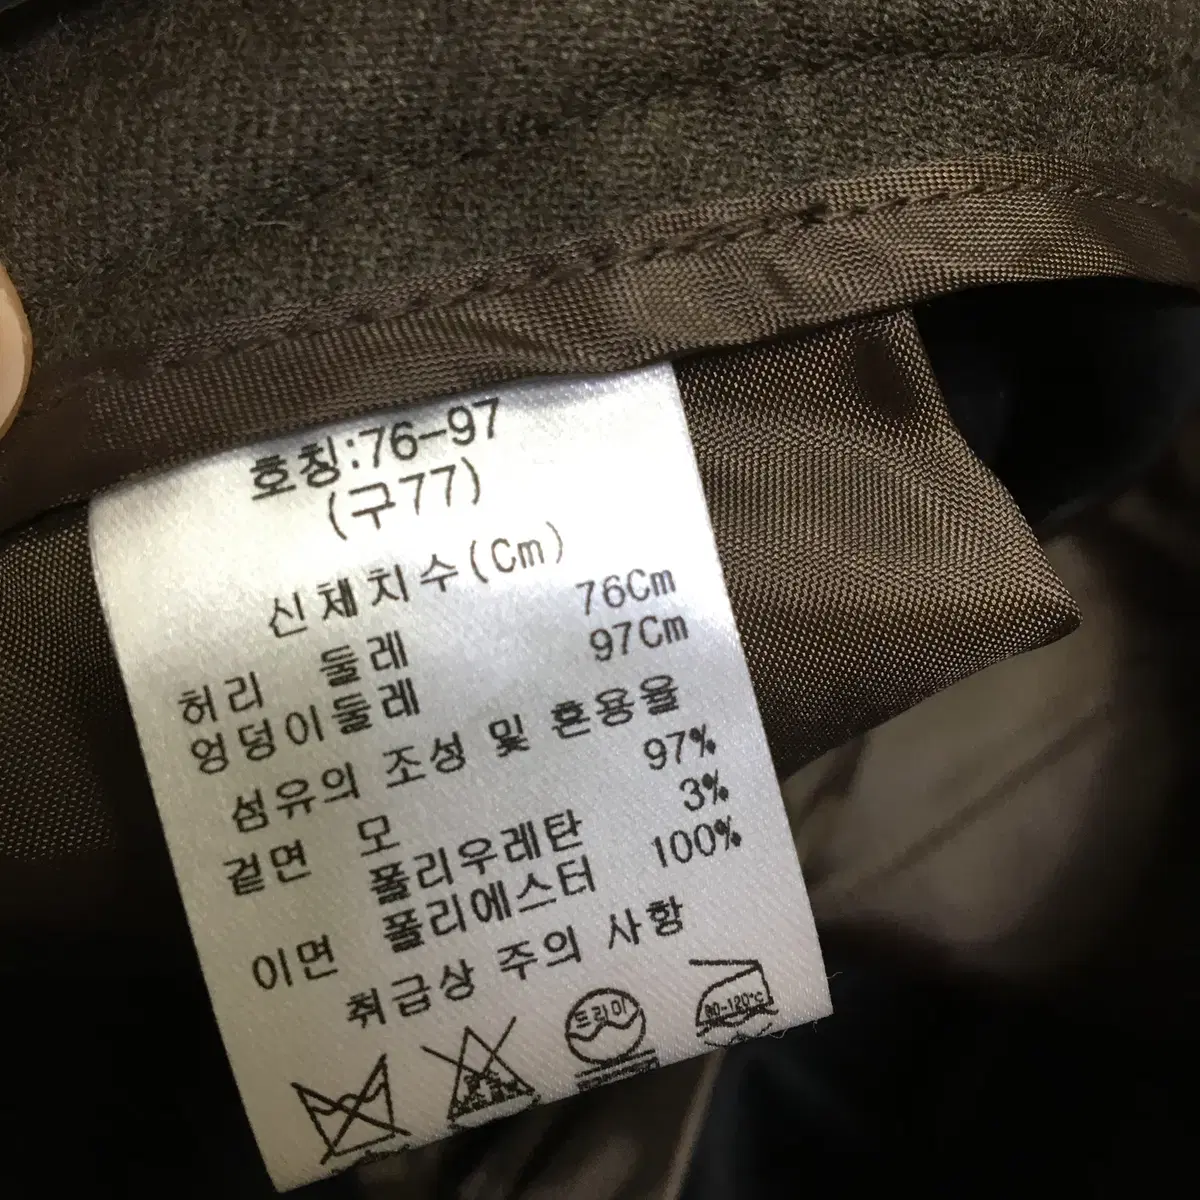 호칭:76-97
(구77)
신체치수(Cm)
허리 둘레 76Cm
엉덩이둘레 97Cm
섬유의 조성 및 혼용율
겉면 모 97%
폴리우레탄 3%
이면 폴리에스터 100%
취급상 주의 사항
드라이
80-120°C